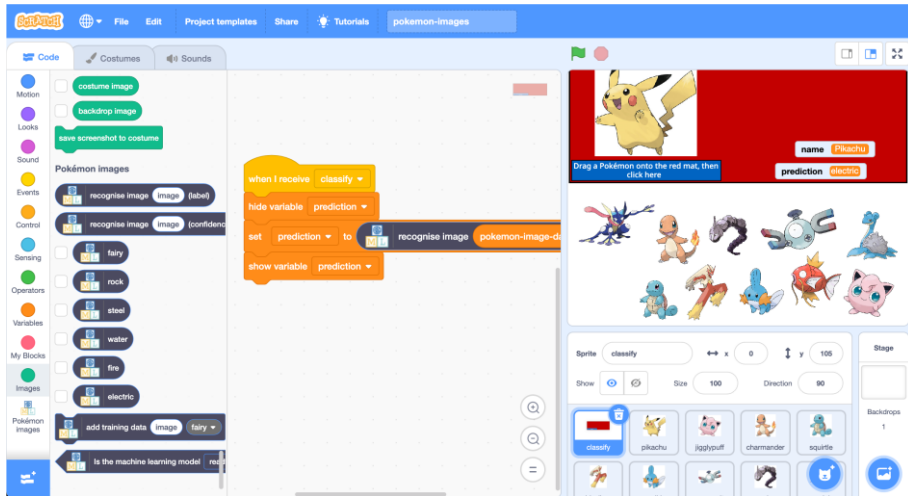 SCRATCH File Edit Project templates Share Tutorials pokemon-images
Code Costumes Sounds
Motion
Looks
Sound
Events
Control
Sensing
Operators
Variables
My Blocks
Images
Pokémon images
costume image
backdrop image
save screenshot to costume
Pokémon images
recognise image image (label)
recognise image image (confidenc
fairy
rock
steel
water
fire
electric
add training data image fairy
Is the machine learning model rea
when I receive classify
hide variable prediction
set prediction to ML recognise image pokemon-image-da
show variable prediction
name Pikachu
prediction electric
Drag a Pokémon onto the red mat, then
click here
Sprite classify x 0 y 105
Show Size 100 Direction 90
classify pikachu jigglypuff charmander squirtle
Stage
Backdrops
1